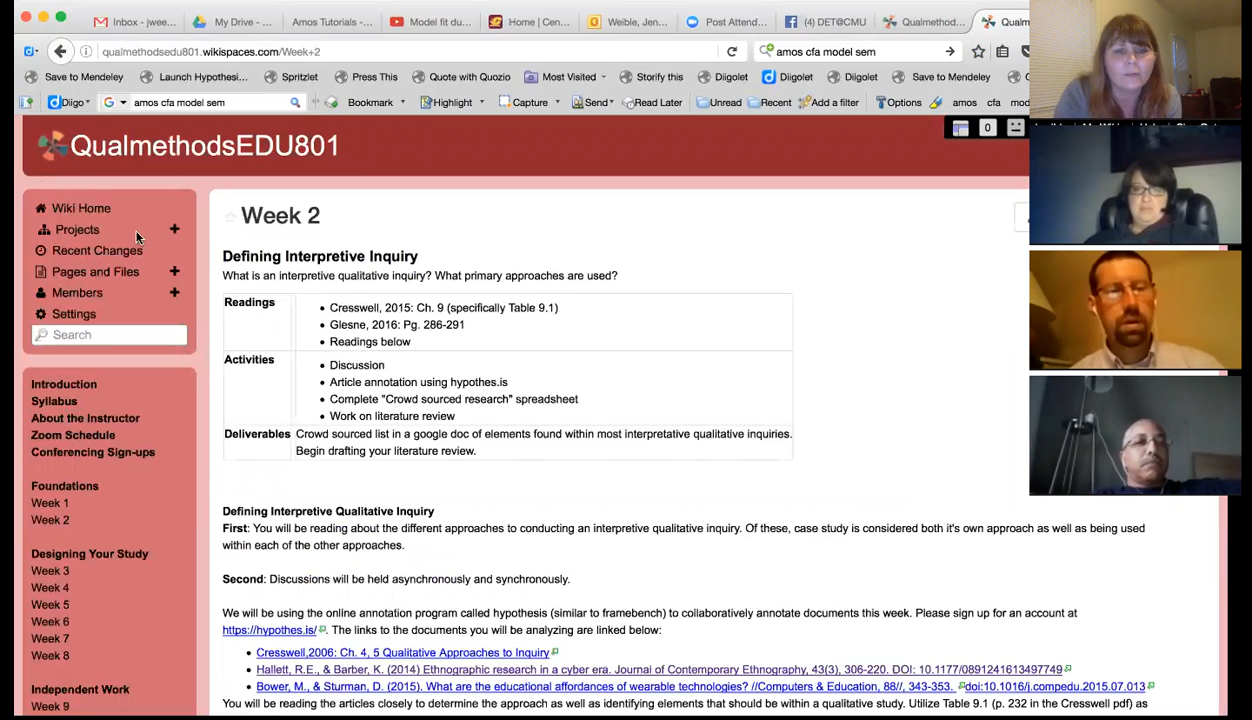 Inbox - jwee...
My Drive - ...
Amos Tutorials - ...
Model fit du...
Home | Cen...
Weible, Jen...
Post Attend...
(4) DET@CMU
Qualmethod...
Qualm
qualmethodsedu801.wikispaces.com/Week+2
amos cfa model sem
Save to Mendeley
Launch Hypothesi...
Spritzlet
Press This
Quote with Quozio
Most Visited
Storify this
Diigolet
Diigolet
Diigolet
Save to Mendeley
Diigo
amos cfa model sem
Bookmark
Highlight
Capture
Send
Read Later
Unread
Recent
Add a filter
Options
amos
cfa
mod
QualmethodsEDU801
0
Wiki Home
Projects
Recent Changes
Pages and Files
Members
Settings
Search
Introduction
Syllabus
About the Instructor
Zoom Schedule
Conferencing Sign-ups
Foundations
Week 1
Week 2
Designing Your Study
Week 3
Week 4
Week 5
Week 6
Week 7
Week 8
Independent Work
Week 9
Week 2
Defining Interpretive Inquiry
What is an interpretive qualitative inquiry? What primary approaches are used?
Readings
• Cresswell, 2015: Ch. 9 (specifically Table 9.1)
• Glesne, 2016: Pg. 286-291
• Readings below
Activities
• Discussion
• Article annotation using hypothes.is
• Complete "Crowd sourced research" spreadsheet
• Work on literature review
Deliverables Crowd sourced list in a google doc of elements found within most interpretative qualitative inquiries.
Begin drafting your literature review.
Defining Interpretive Qualitative Inquiry
First: You will be reading about the different approaches to conducting an interpretive qualitative inquiry. Of these, case study is considered both it's own approach as well as being used
within each of the other approaches.
Second: Discussions will be held asynchronously and synchronously.
We will be using the online annotation program called hypothesis (similar to framebench) to collaboratively annotate documents this week. Please sign up for an account at
https://hypothes.is/. The links to the documents you will be analyzing are linked below:
• Cresswell,2006: Ch. 4, 5 Qualitative Approaches to Inquiry
• Hallett, R.E., & Barber, K. (2014) Ethnographic research in a cyber era. Journal of Contemporary Ethnography, 43(3), 306-220. DOI: 10.1177/0891241613497749
• Bower, M., & Sturman, D. (2015). What are the educational affordances of wearable technologies? //Computers & Education, 88//, 343-353. doi:10.1016/j.compedu.2015.07.013
You will be reading the articles closely to determine the approach as well as identifying elements that should be within a qualitative study. Utilize Table 9.1 (p. 232 in the Cresswell pdf) as